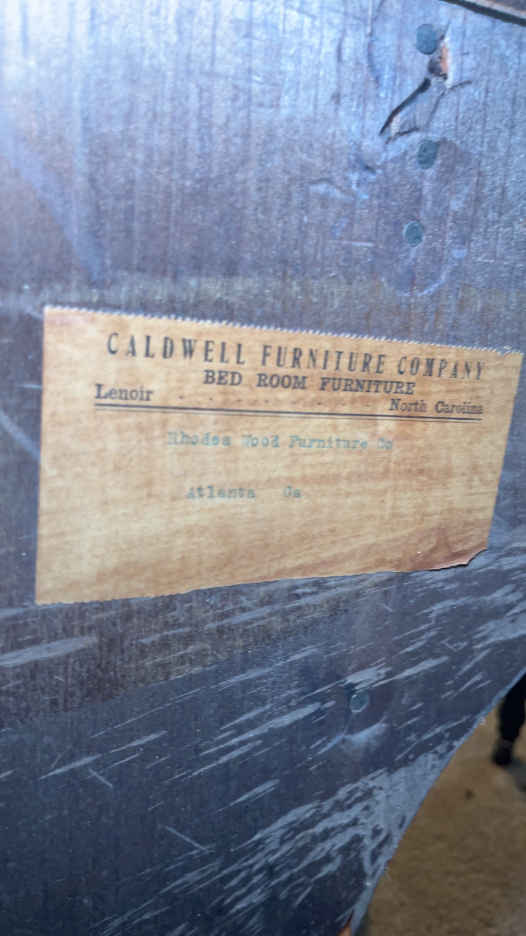 CALDWELL FURNITURE COMPANY
BED ROOM FURNITURE
Lenoir . . . . . . . . . . . . . North Carolina
Rhodes Wood Furniture Co
Atlanta Ga